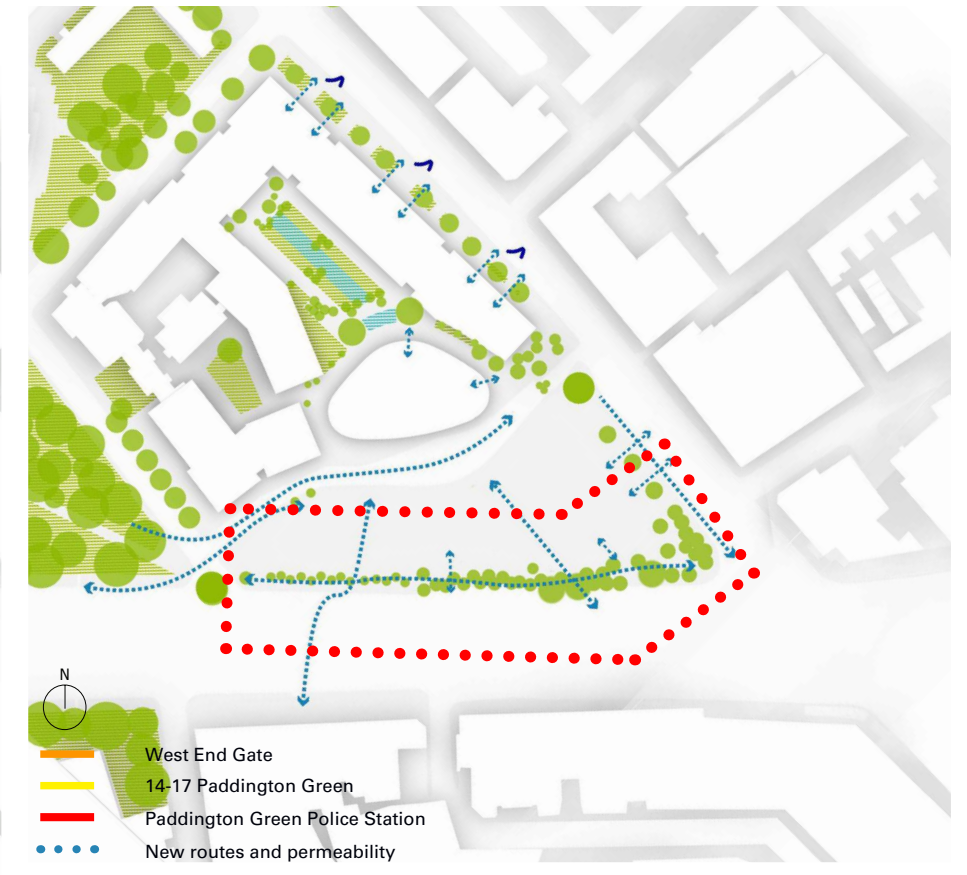 N
West End Gate
14-17 Paddington Green
Paddington Green Police Station
New routes and permeability